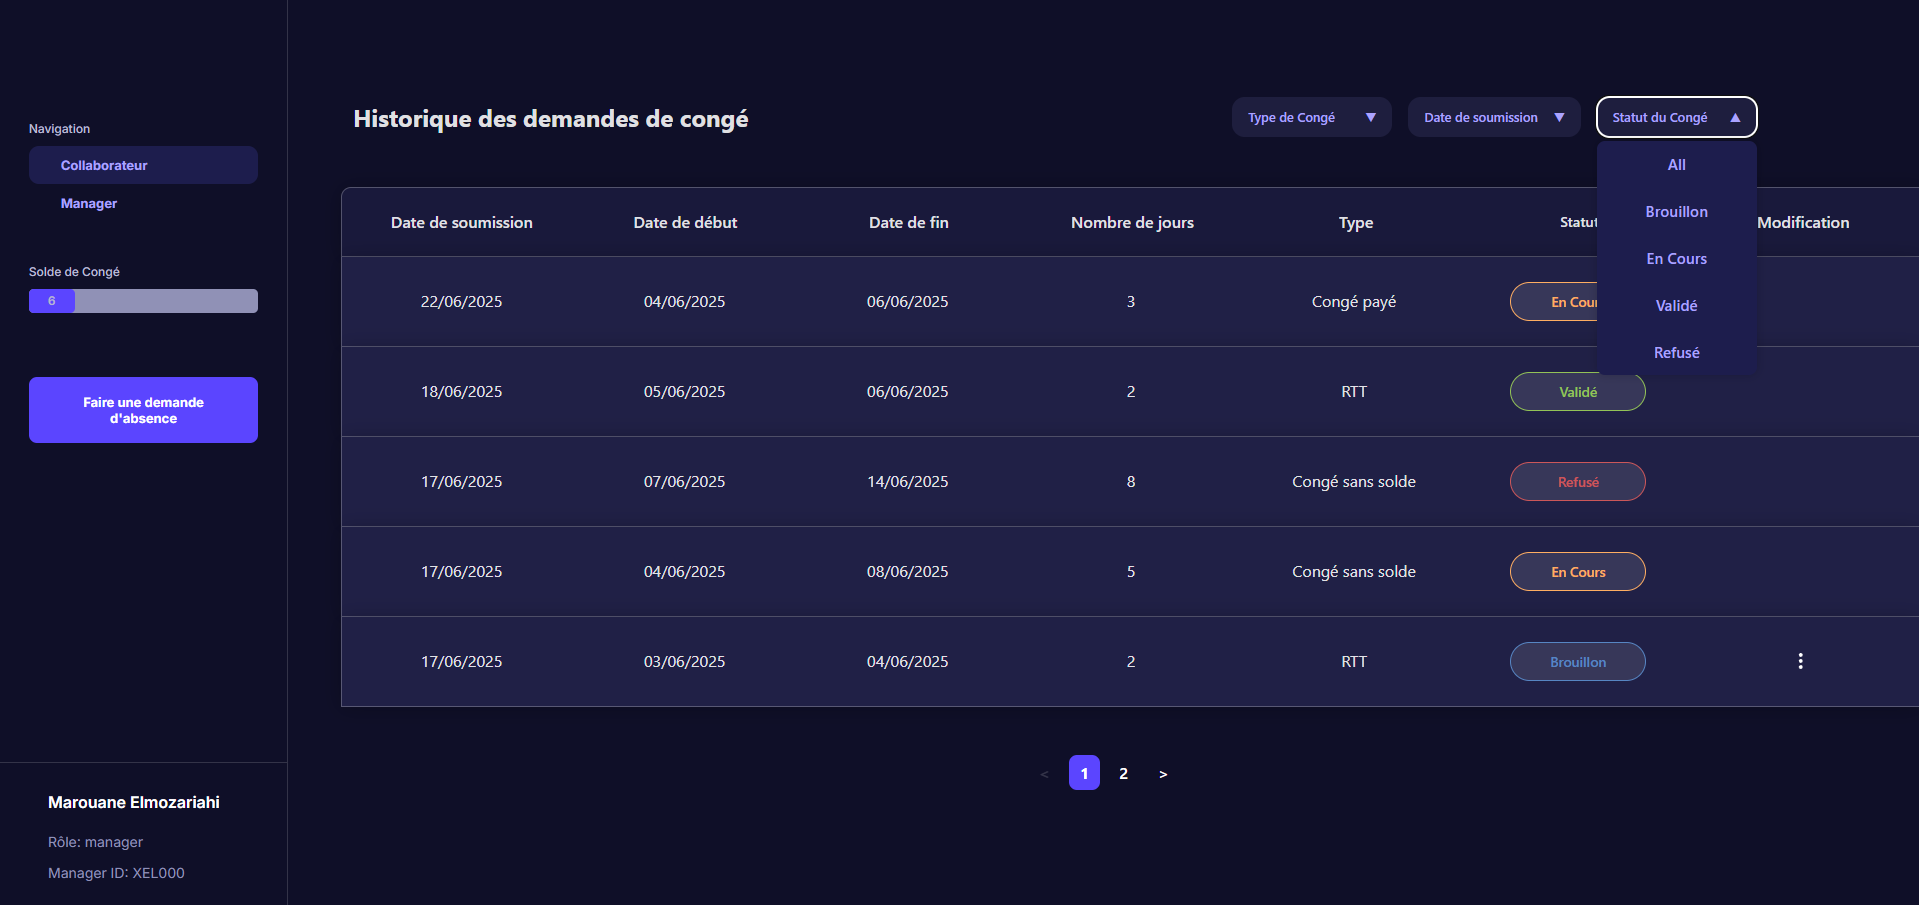 Navigation
Collaborateur
Manager
Solde de Congé
6
Faire une demande
d'absence
Marouane Elmozariahi
Rôle: manager
Manager ID: XEL000
Historique des demandes de congé
Type de Congé ▼ Date de soumission ▼ Statut du Congé ▲
All
Brouillon
En Cours
Validé
Refusé
Date de soumission Date de début Date de fin Nombre de jours Type Statut Modification
22/06/2025 04/06/2025 06/06/2025 3 Congé payé En Cour
18/06/2025 05/06/2025 06/06/2025 2 RTT Validé
17/06/2025 07/06/2025 14/06/2025 8 Congé sans solde Refusé
17/06/2025 04/06/2025 08/06/2025 5 Congé sans solde En Cours
17/06/2025 03/06/2025 04/06/2025 2 RTT Brouillon
< 1 2 >